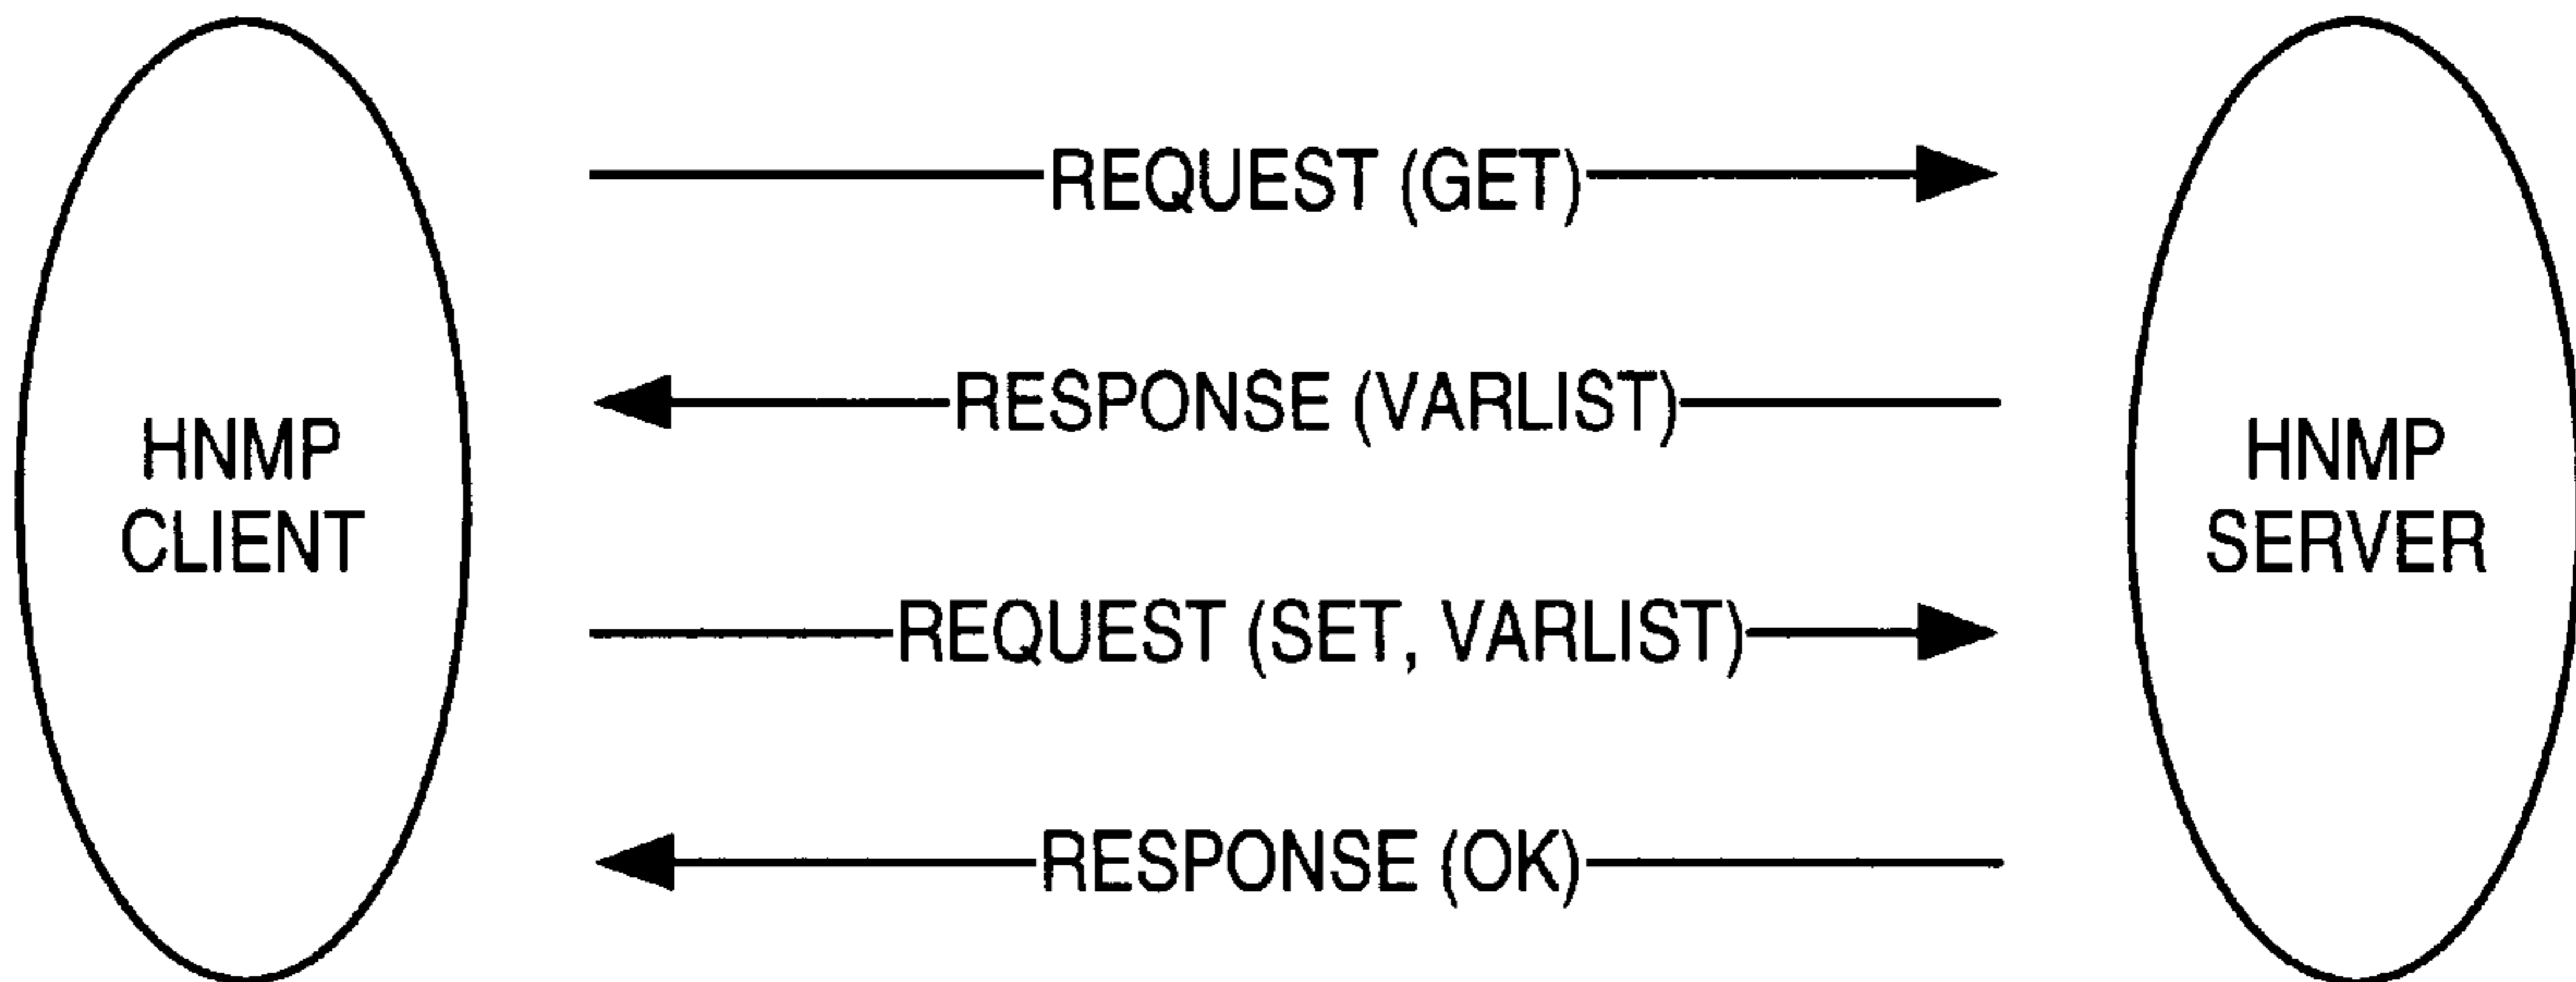 REQUEST (GET)
RESPONSE (VARLIST)
HNMP
CLIENT
HNMP
SERVER
REQUEST (SET, VARLIST)
RESPONSE (OK)